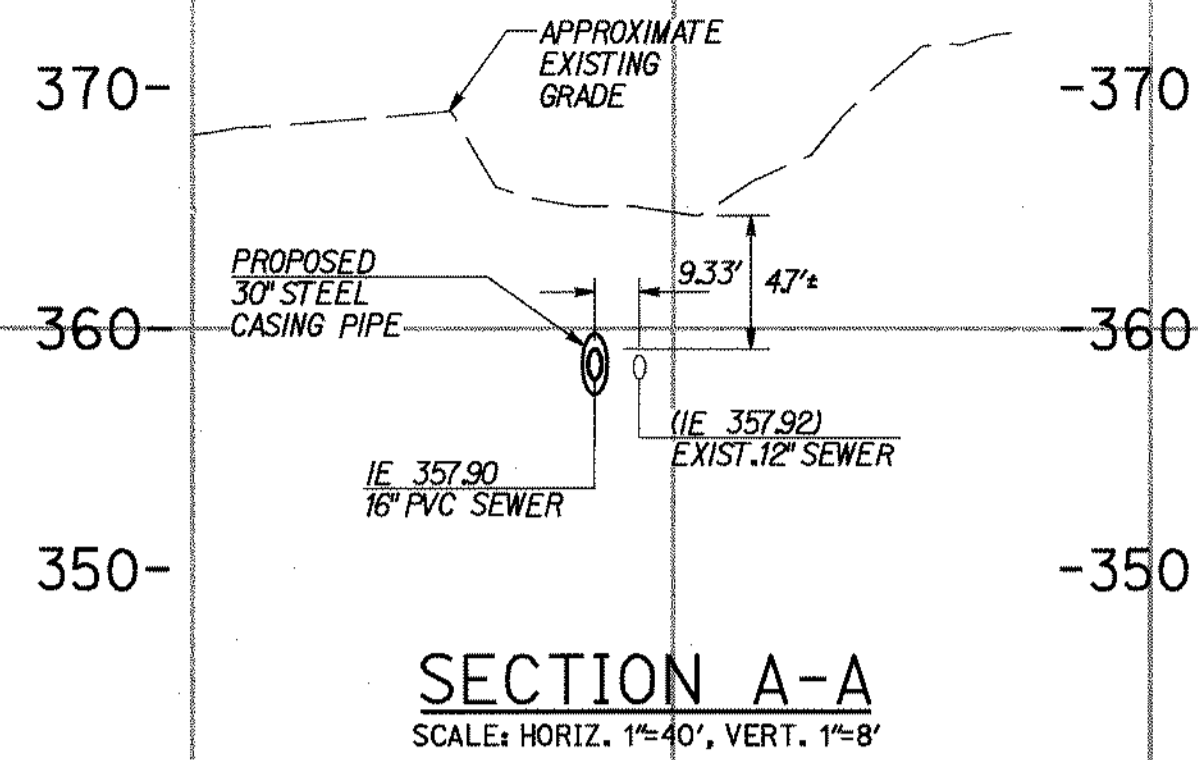 APPROXIMATE
EXISTING
GRADE
370-
-370
PROPOSED
30" STEEL
CASING PIPE
9.33'
4.7'±
360-
-360
(IE 357.92)
EXIST. 12" SEWER
IE 357.90
16" PVC SEWER
350-
-350
SECTION A-A
SCALE: HORIZ. 1"=40', VERT. 1"=8'